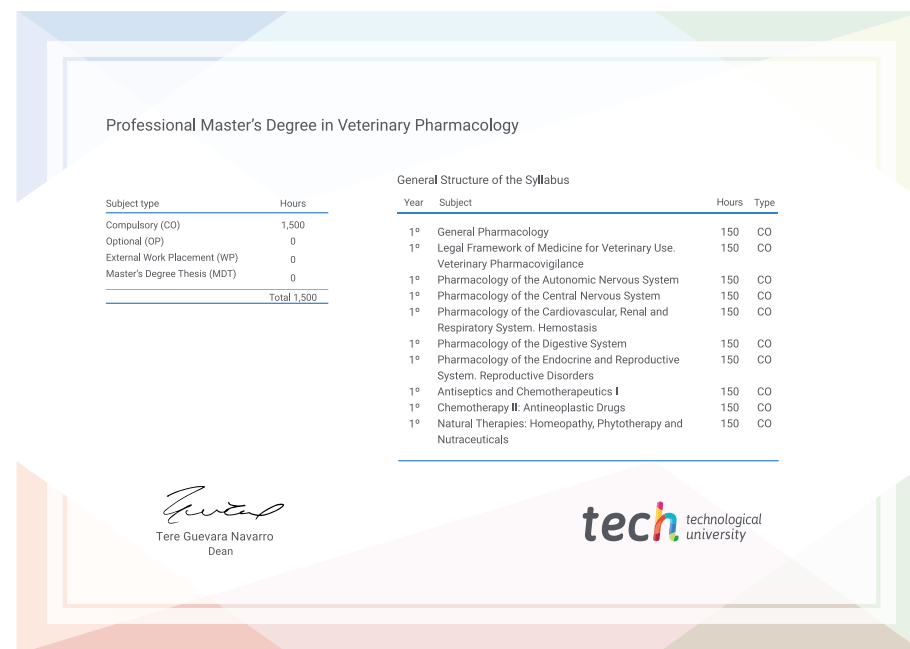 Professional Master's Degree in Veterinary Pharmacology
Subject type Hours
Compulsory (CO) 1,500
Optional (OP) 0
External Work Placement (WP) 0
Master's Degree Thesis (MDT) 0
Total 1,500
General Structure of the Syllabus
Year Subject Hours Type
1º General Pharmacology 150 CO
1º Legal Framework of Medicine for Veterinary Use. 150 CO
Veterinary Pharmacovigilance
1º Pharmacology of the Autonomic Nervous System 150 CO
1º Pharmacology of the Central Nervous System 150 CO
1º Pharmacology of the Cardiovascular, Renal and 150 CO
Respiratory System. Hemostasis
1º Pharmacology of the Digestive System 150 CO
1º Pharmacology of the Endocrine and Reproductive 150 CO
System. Reproductive Disorders
1º Antiseptics and Chemotherapeutics I 150 CO
1º Chemotherapy II: Antineoplastic Drugs 150 CO
1º Natural Therapies: Homeopathy, Phytotherapy and 150 CO
Nutraceuticals
Tere Guevara Navarro
Dean
tech technological
university